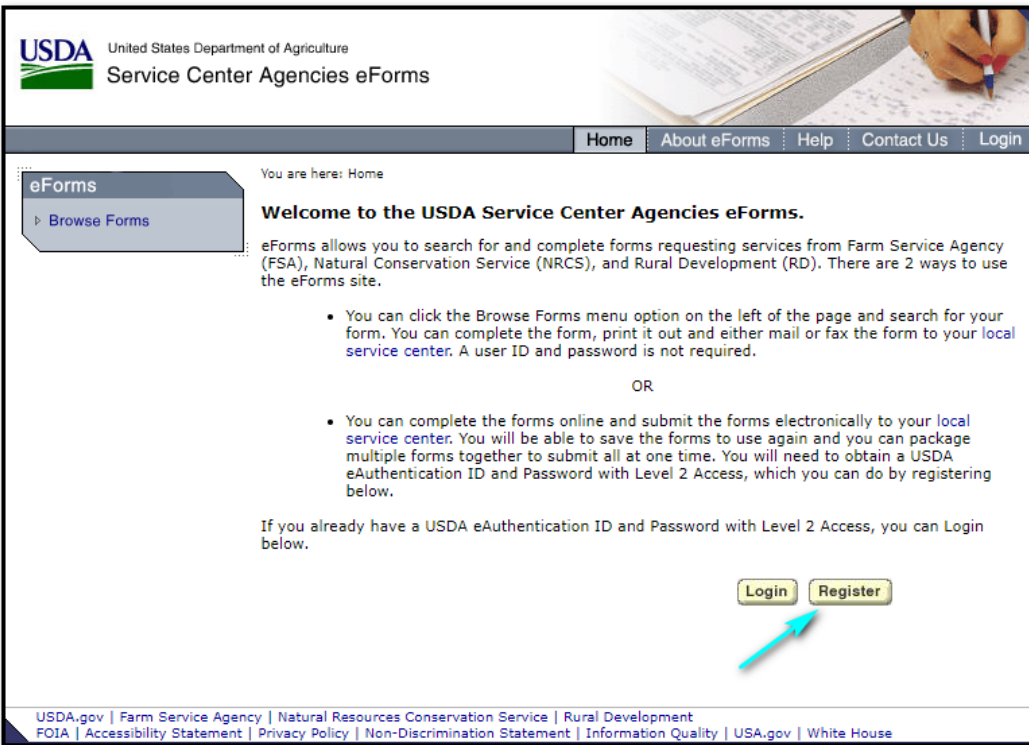 USDA United States Department of Agriculture
Service Center Agencies eForms
Home About eForms Help Contact Us Login
eForms
Browse Forms
You are here: Home
Welcome to the USDA Service Center Agencies eForms.
eForms allows you to search for and complete forms requesting services from Farm Service Agency
(FSA), Natural Conservation Service (NRCS), and Rural Development (RD). There are 2 ways to use
the eForms site.
• You can click the Browse Forms menu option on the left of the page and search for your
form. You can complete the form, print it out and either mail or fax the form to your local
service center. A user ID and password is not required.
OR
• You can complete the forms online and submit the forms electronically to your local
service center. You will be able to save the forms to use again and you can package
multiple forms together to submit all at one time. You will need to obtain a USDA
eAuthentication ID and Password with Level 2 Access, which you can do by registering
below.
If you already have a USDA eAuthentication ID and Password with Level 2 Access, you can Login
below.
Login Register
USDA.gov | Farm Service Agency | Natural Resources Conservation Service | Rural Development
FOIA | Accessibility Statement | Privacy Policy | Non-Discrimination Statement | Information Quality | USA.gov | White House